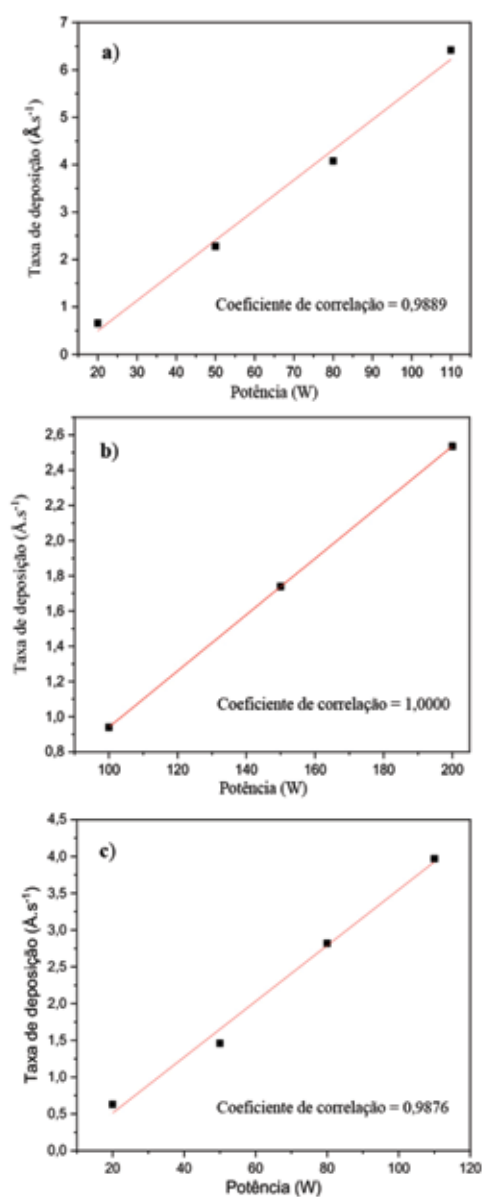 a)
Taxa de deposição (Å.s⁻¹)
7
6
5
4
3
2
1
0
Coeficiente de correlação = 0,9889
20 30 40 50 60 70 80 90 100 110
Potência (W)
b)
Taxa de deposição (Å.s⁻¹)
2,6
2,4
2,2
2,0
1,8
1,6
1,4
1,2
1,0
0,8
Coeficiente de correlação = 1,0000
100 120 140 160 180 200
Potência (W)
c)
Taxa de deposição (Å.s⁻¹)
4,5
4,0
3,5
3,0
2,5
2,0
1,5
1,0
0,5
0,0
Coeficiente de correlação = 0,9876
20 40 60 80 100 120
Potência (W)